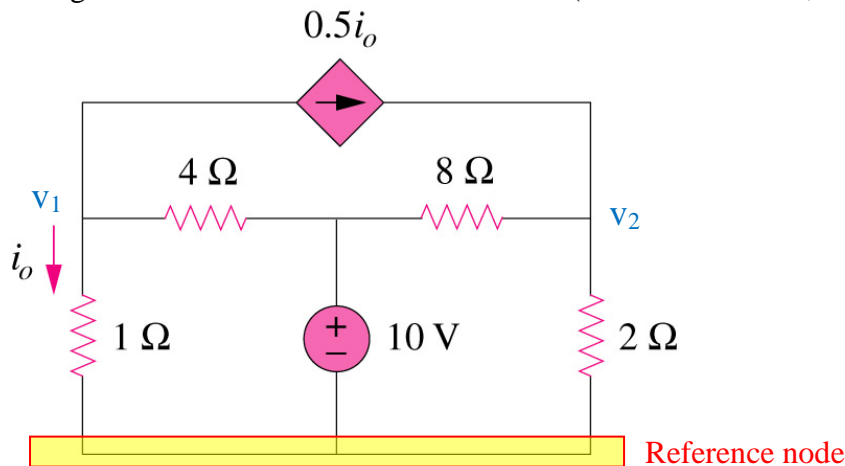 0.5i_o
4 Ω
8 Ω
v₁
v₂
i_o
1 Ω
+
−
10 V
2 Ω
Reference node